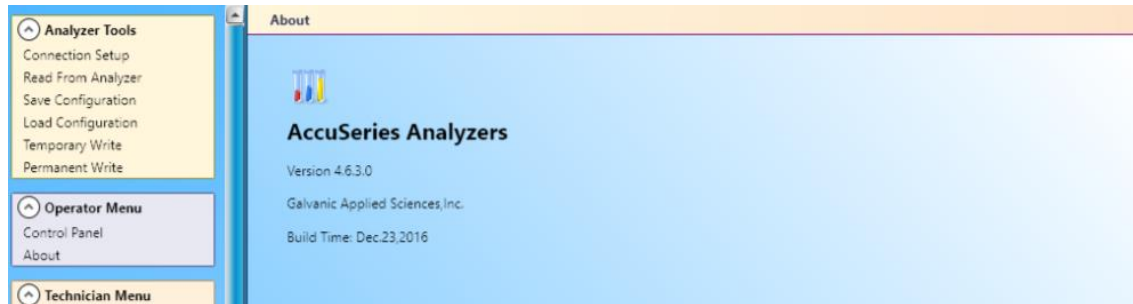 Analyzer Tools
Connection Setup
Read From Analyzer
Save Configuration
Load Configuration
Temporary Write
Permanent Write
Operator Menu
Control Panel
About
Technician Menu
About
AccuSeries Analyzers
Version 4.6.3.0
Galvanic Applied Sciences,Inc.
Build Time: Dec.23,2016